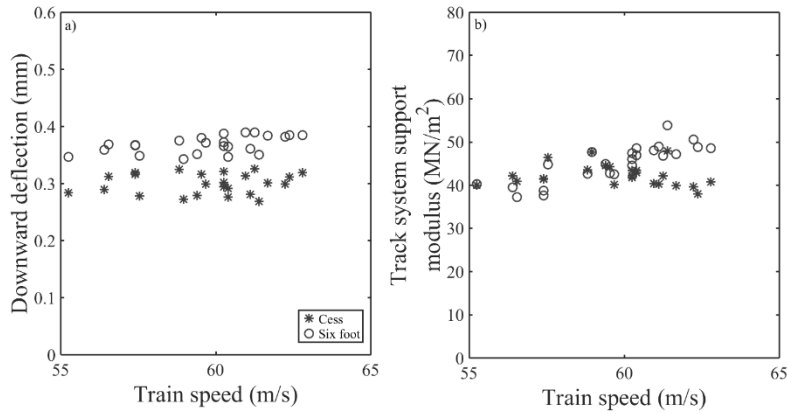 a)
Downward deflection (mm)
0.6
0.5
0.4
0.3
0.2
0.1
0
55
60
65
Train speed (m/s)
Cess
Six foot
b)
Track system support
modulus (MN/m²)
80
70
60
50
40
30
20
10
0
55
60
65
Train speed (m/s)